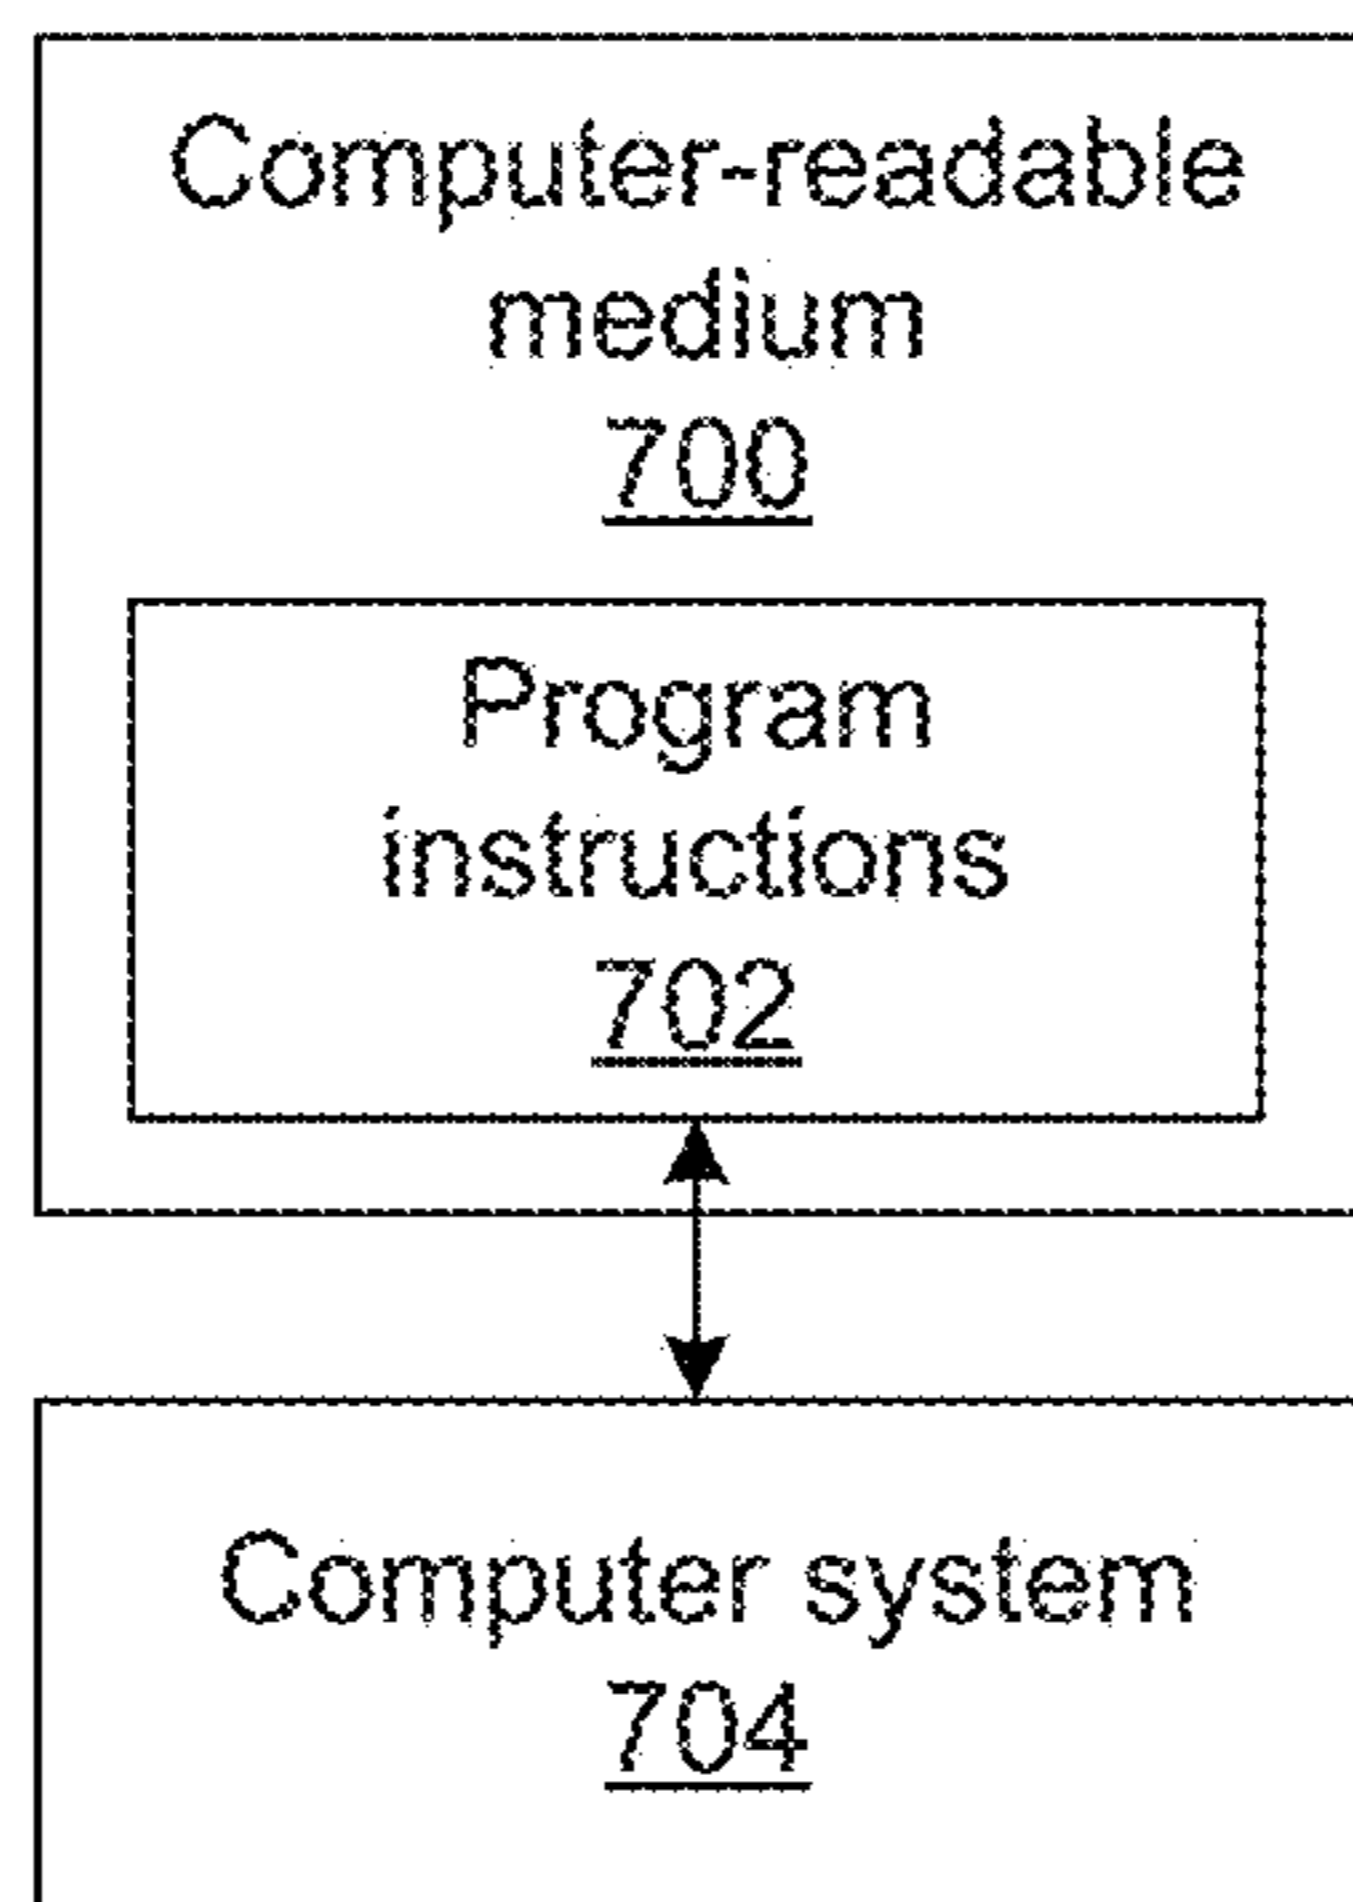 Computer-readable
medium
700
Program
instructions
702
Computer system
704